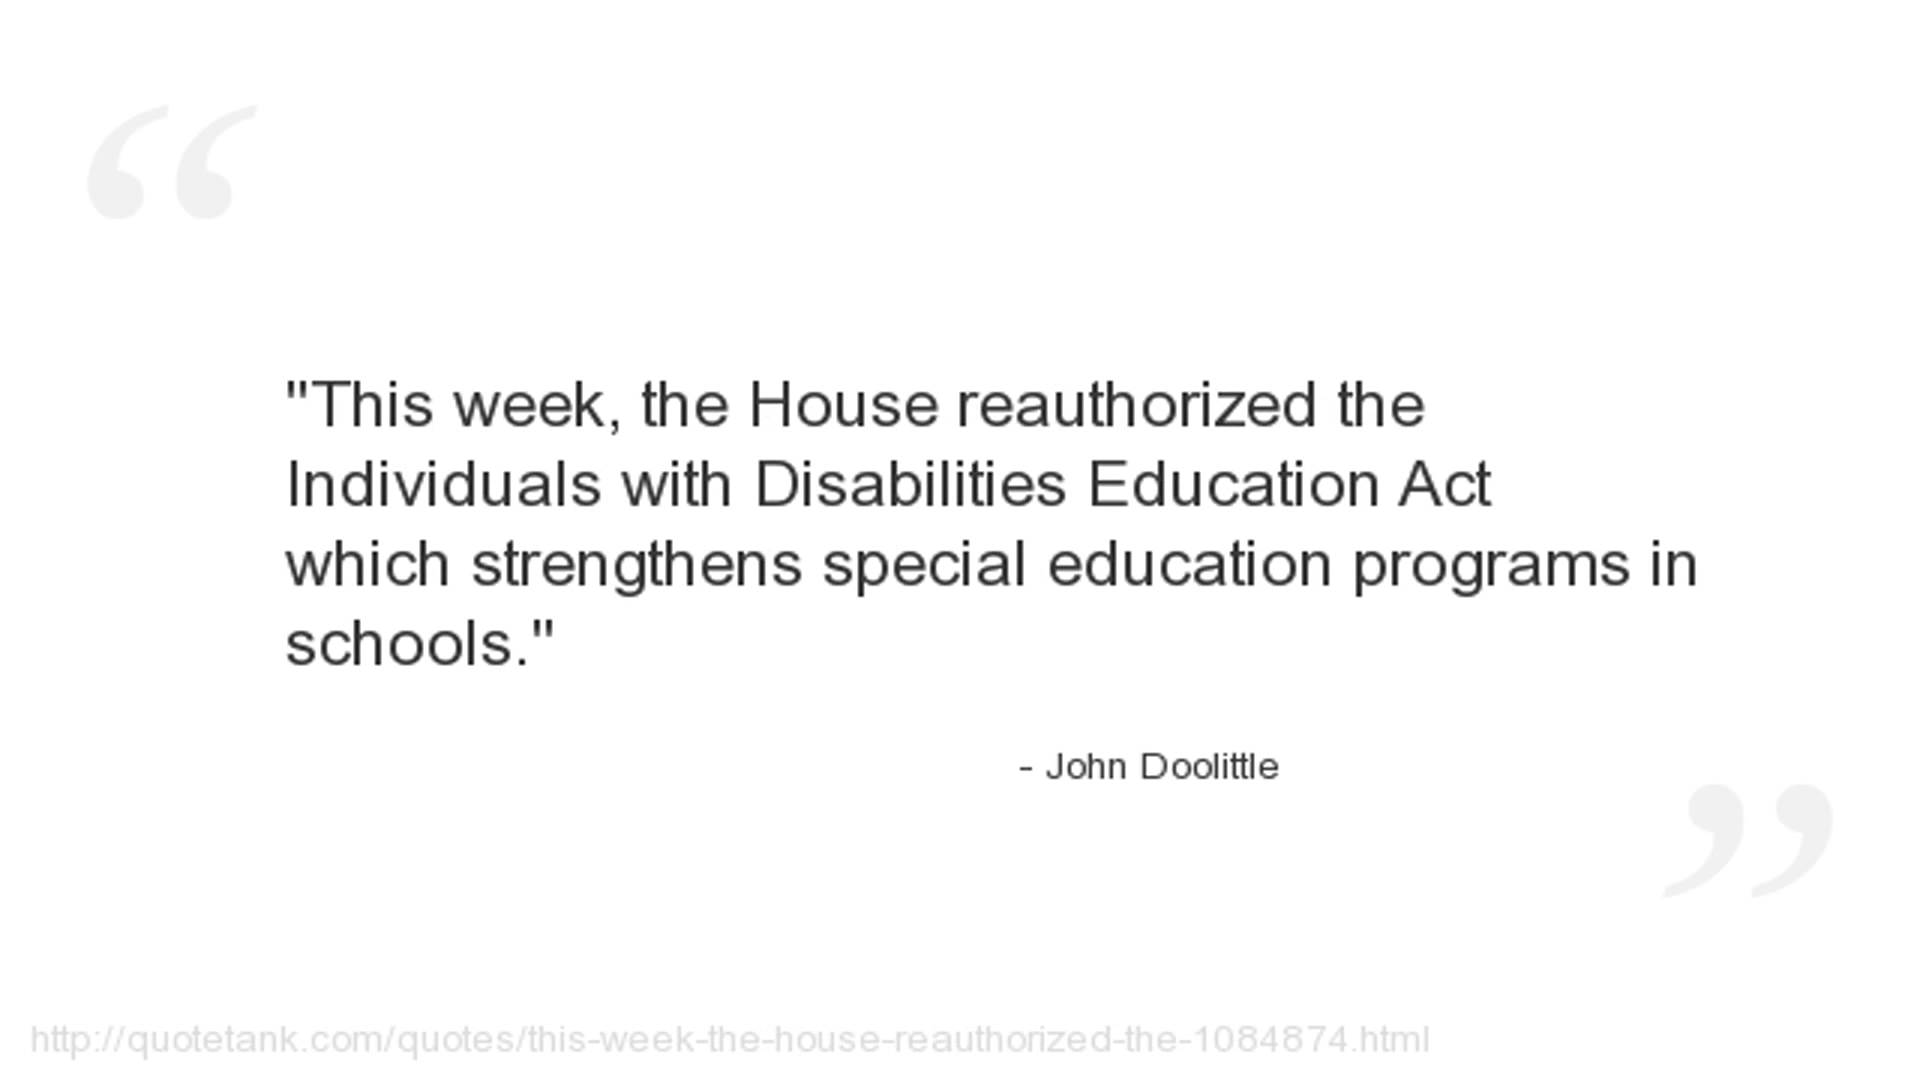 "This week, the House reauthorized the
Individuals with Disabilities Education Act
which strengthens special education programs in
schools."
- John Doolittle
http://quotetank.com/quotes/this-week-the-house-reauthorized-the-1084874.html